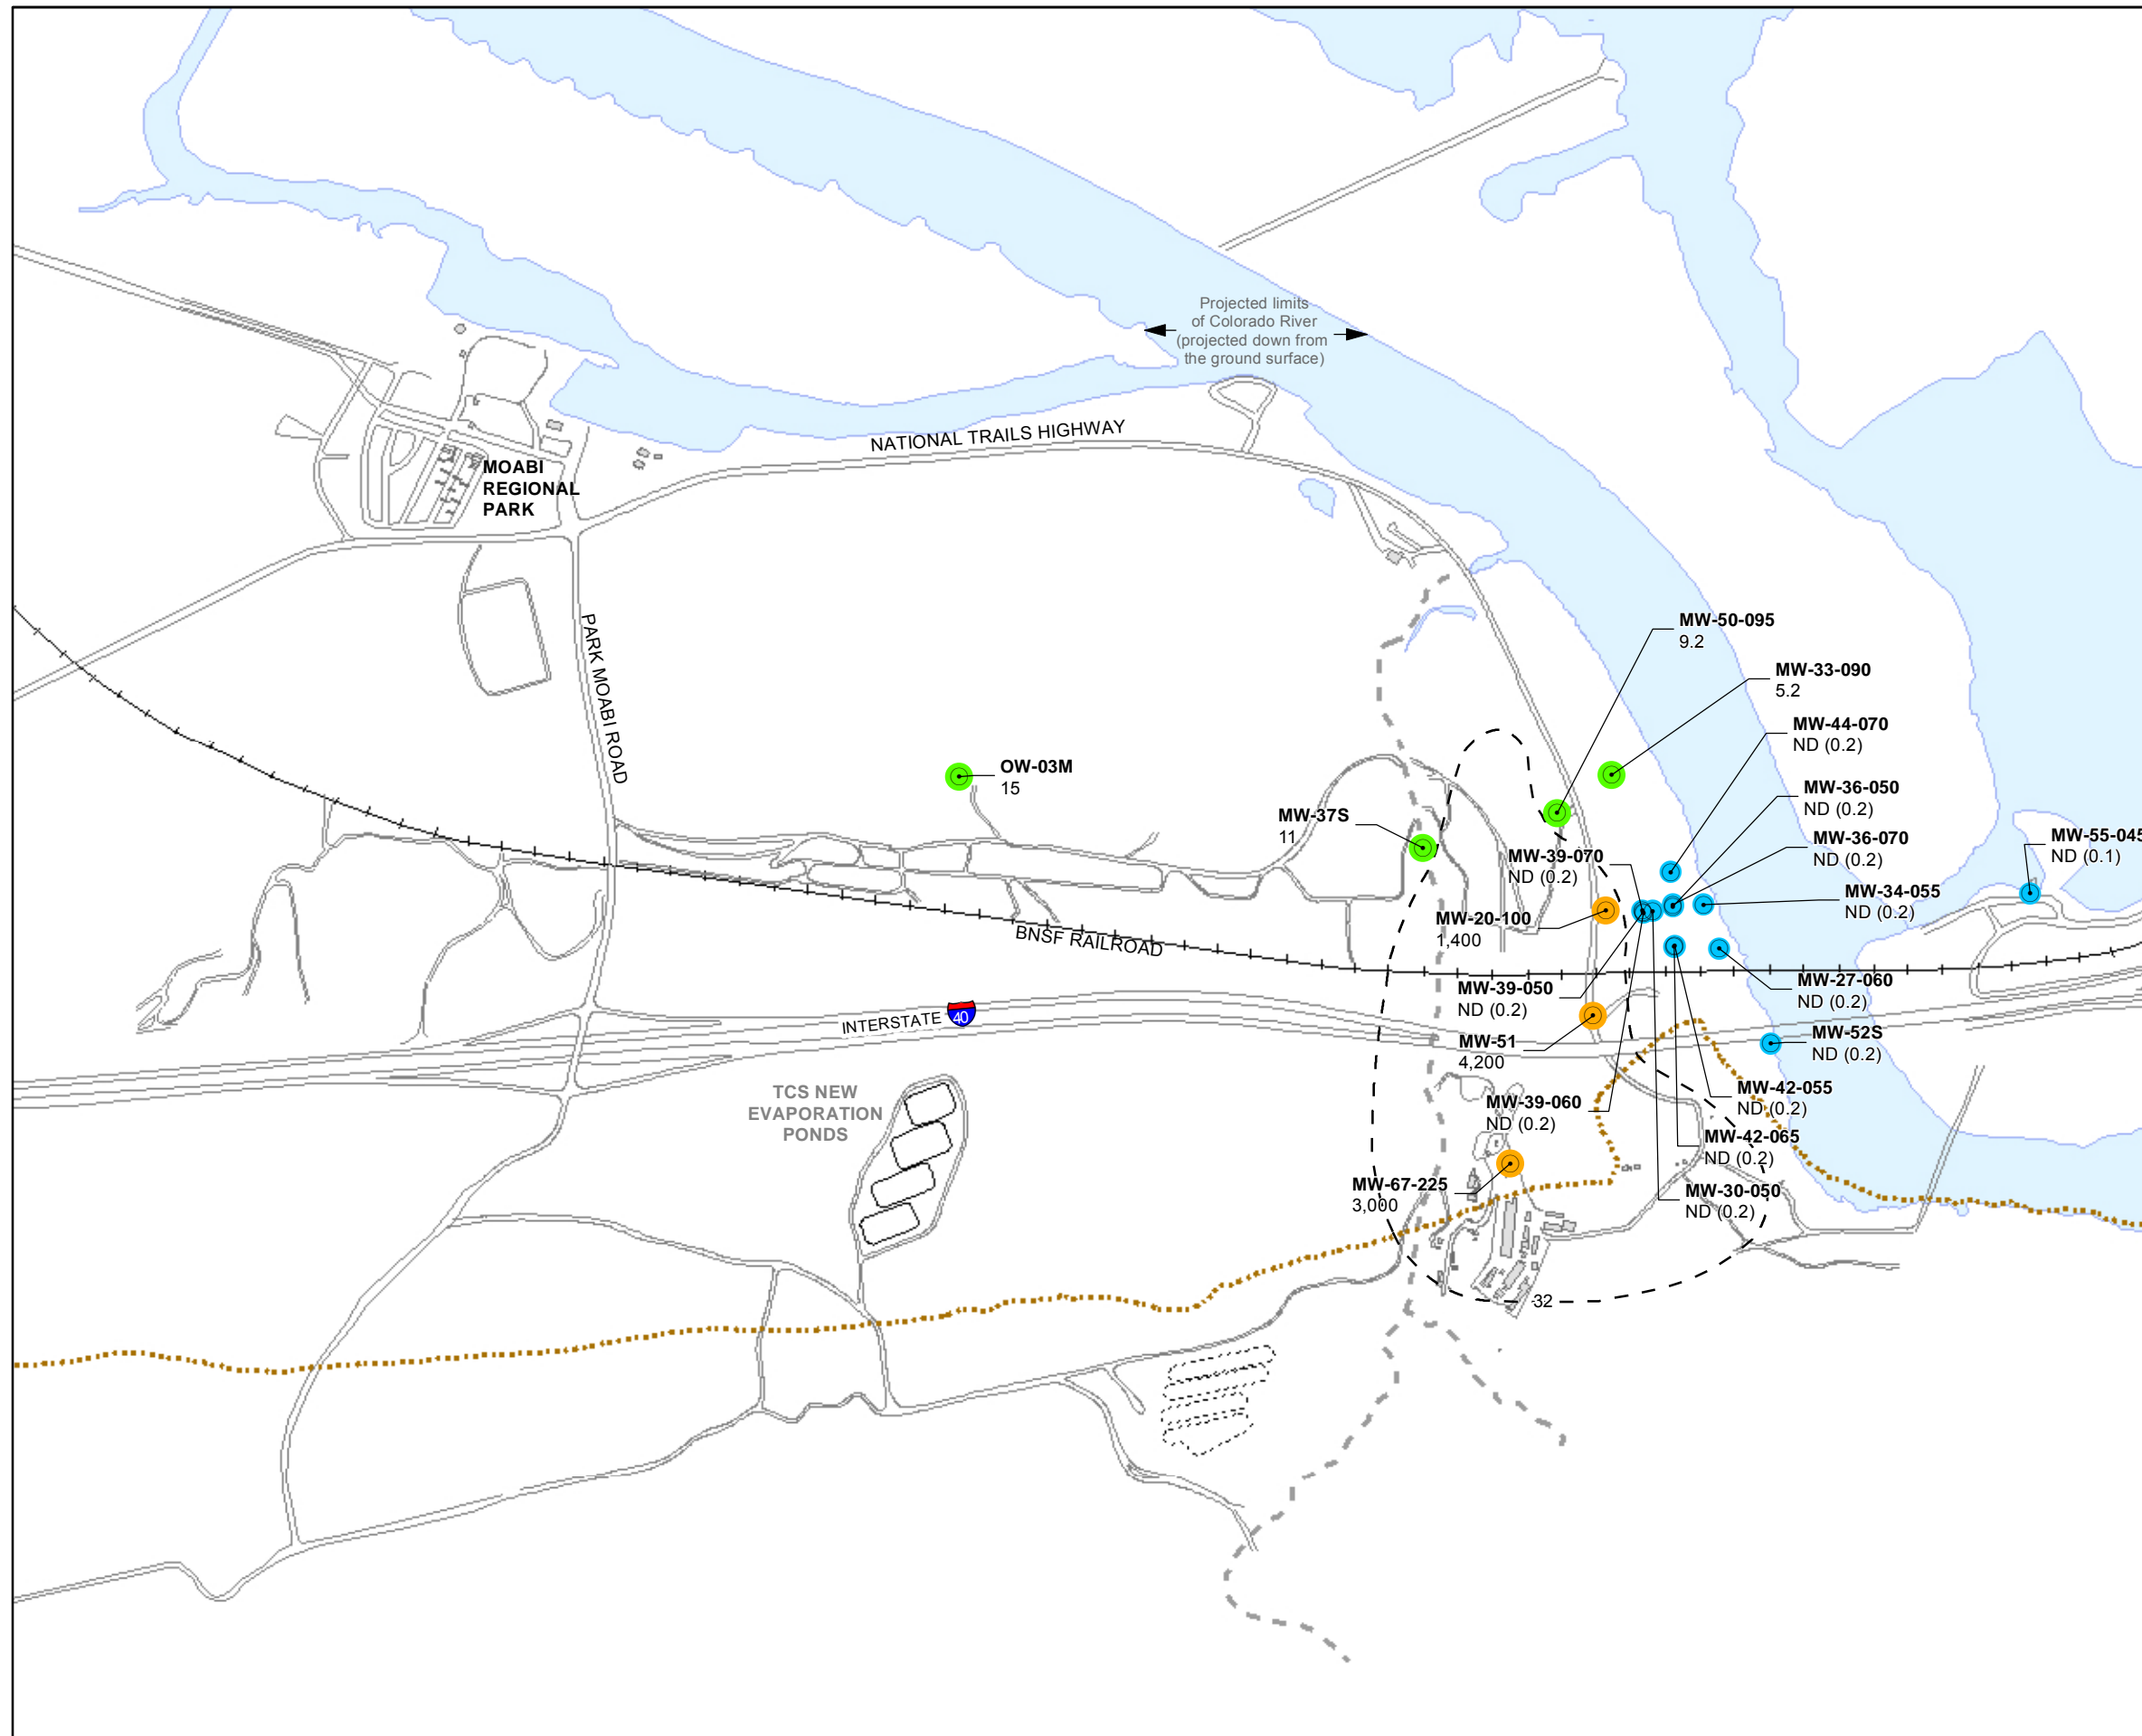 Projected limits
of Colorado River
(projected down from
the ground surface)
NATIONAL TRAILS HIGHWAY
MOABI
REGIONAL
PARK
PARK MOABI ROAD
MW-50-095
9.2
MW-33-090
5.2
MW-44-070
ND (0.2)
OW-03M
15
MW-36-050
ND (0.2)
MW-37S
11
MW-36-070
ND (0.2)
MW-55-045
ND (0.1)
MW-39-070
ND (0.2)
MW-34-055
ND (0.2)
MW-20-100
1,400
BNSF RAILROAD
MW-39-050
ND (0.2)
MW-27-060
ND (0.2)
INTERSTATE 40
MW-51
4,200
MW-52S
ND (0.2)
TCS NEW
EVAPORATION
PONDS
MW-39-060
ND (0.2)
MW-42-055
ND (0.2)
MW-42-065
ND (0.2)
MW-67-225
3,000
MW-30-050
ND (0.2)
32